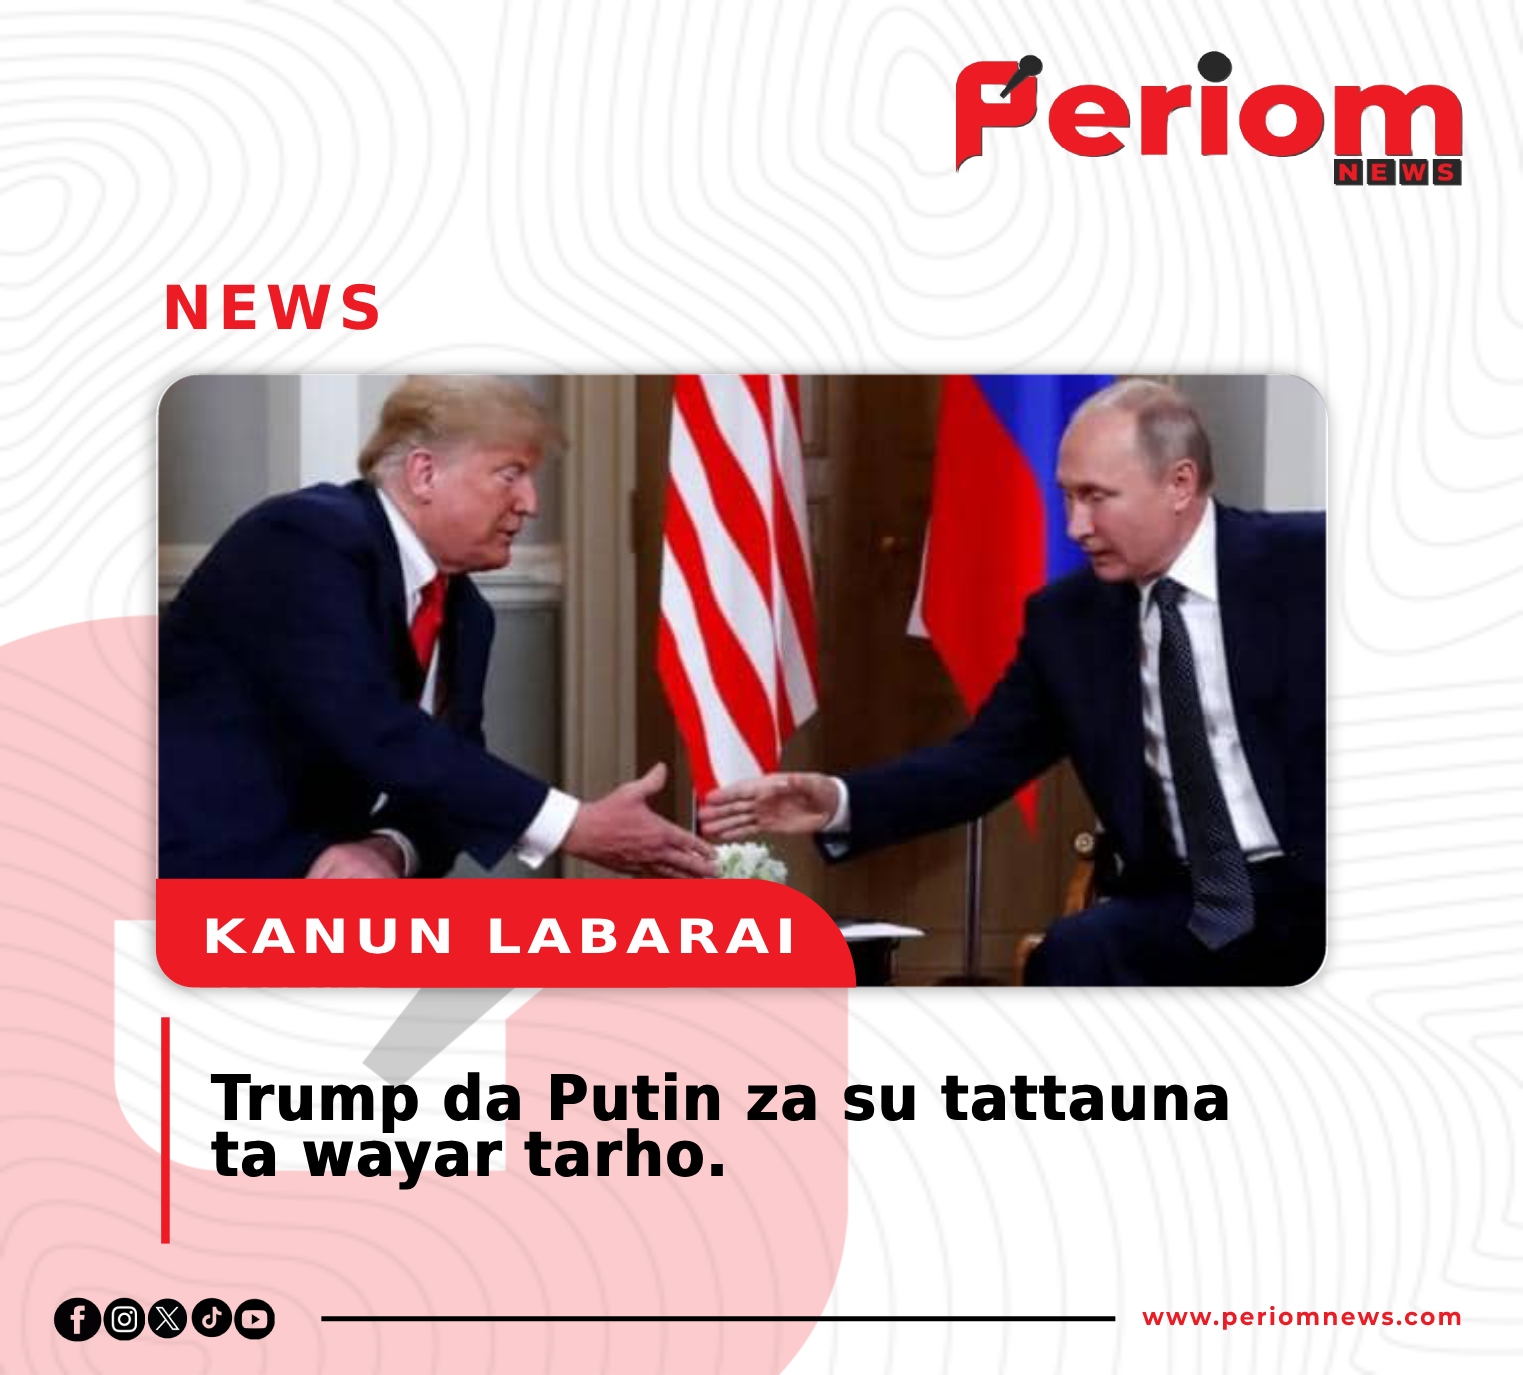 Periom
NEWS
NEWS
KANUN LABARAI
Trump da Putin za su tattauna
ta wayar tarho.
www.periomnews.com